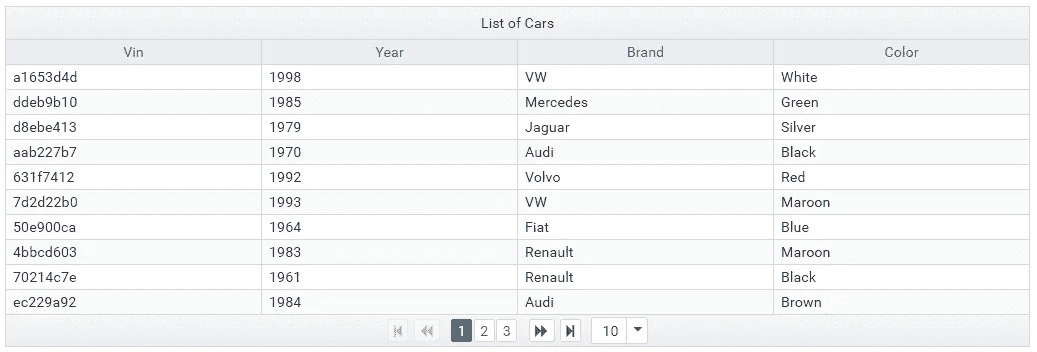 List of Cars
Vin Year Brand Color
a1653d4d 1998 VW White
ddeb9b10 1985 Mercedes Green
d8ebe413 1979 Jaguar Silver
aab227b7 1970 Audi Black
631f7412 1992 Volvo Red
7d2d22b0 1993 VW Maroon
50e900ca 1964 Fiat Blue
4bbcd603 1983 Renault Maroon
70214c7e 1961 Renault Black
ec229a92 1984 Audi Brown
1 2 3 10